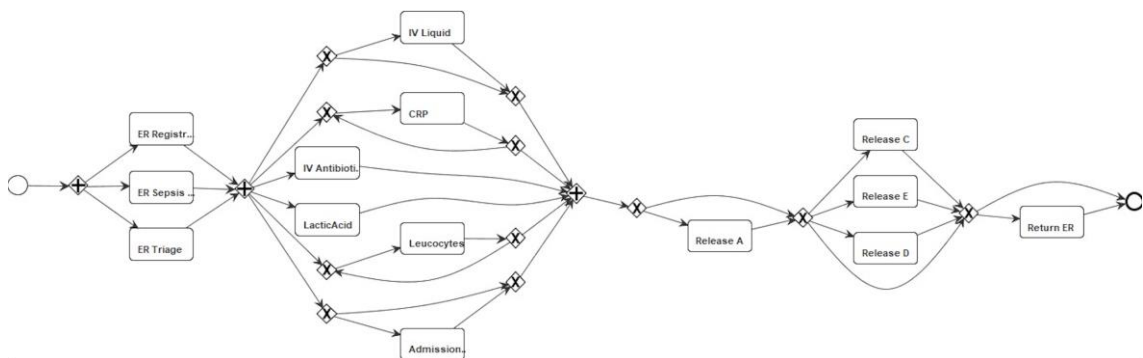 IV Liquid
CRP
ER Registr...
Release C
IV Antibioti...
ER Sepsis ...
Release E
LacticAcid
Release A
Return ER
ER Triage
Leucocytes
Release D
Admission...